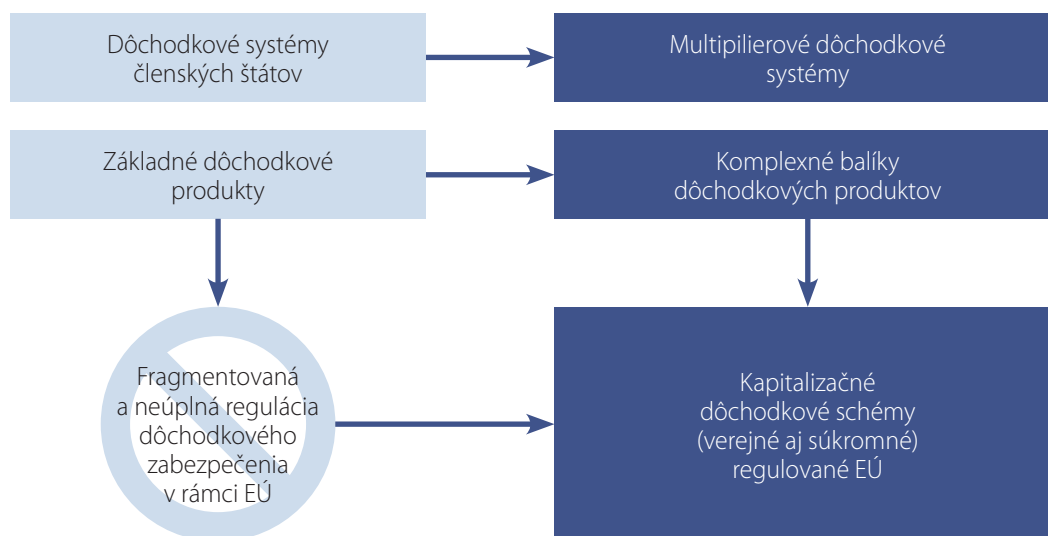 Dôchodkové systémy
členských štátov
Multipilierové dôchodkové
systémy
Základné dôchodkové
produkty
Komplexné balíky
dôchodkových produktov
Fragmentovaná
a neúplná regulácia
dôchodkového
zabezpečenia
v rámci EÚ
Kapitalizačné
dôchodkové schémy
(verejné aj súkromné)
regulované EÚ